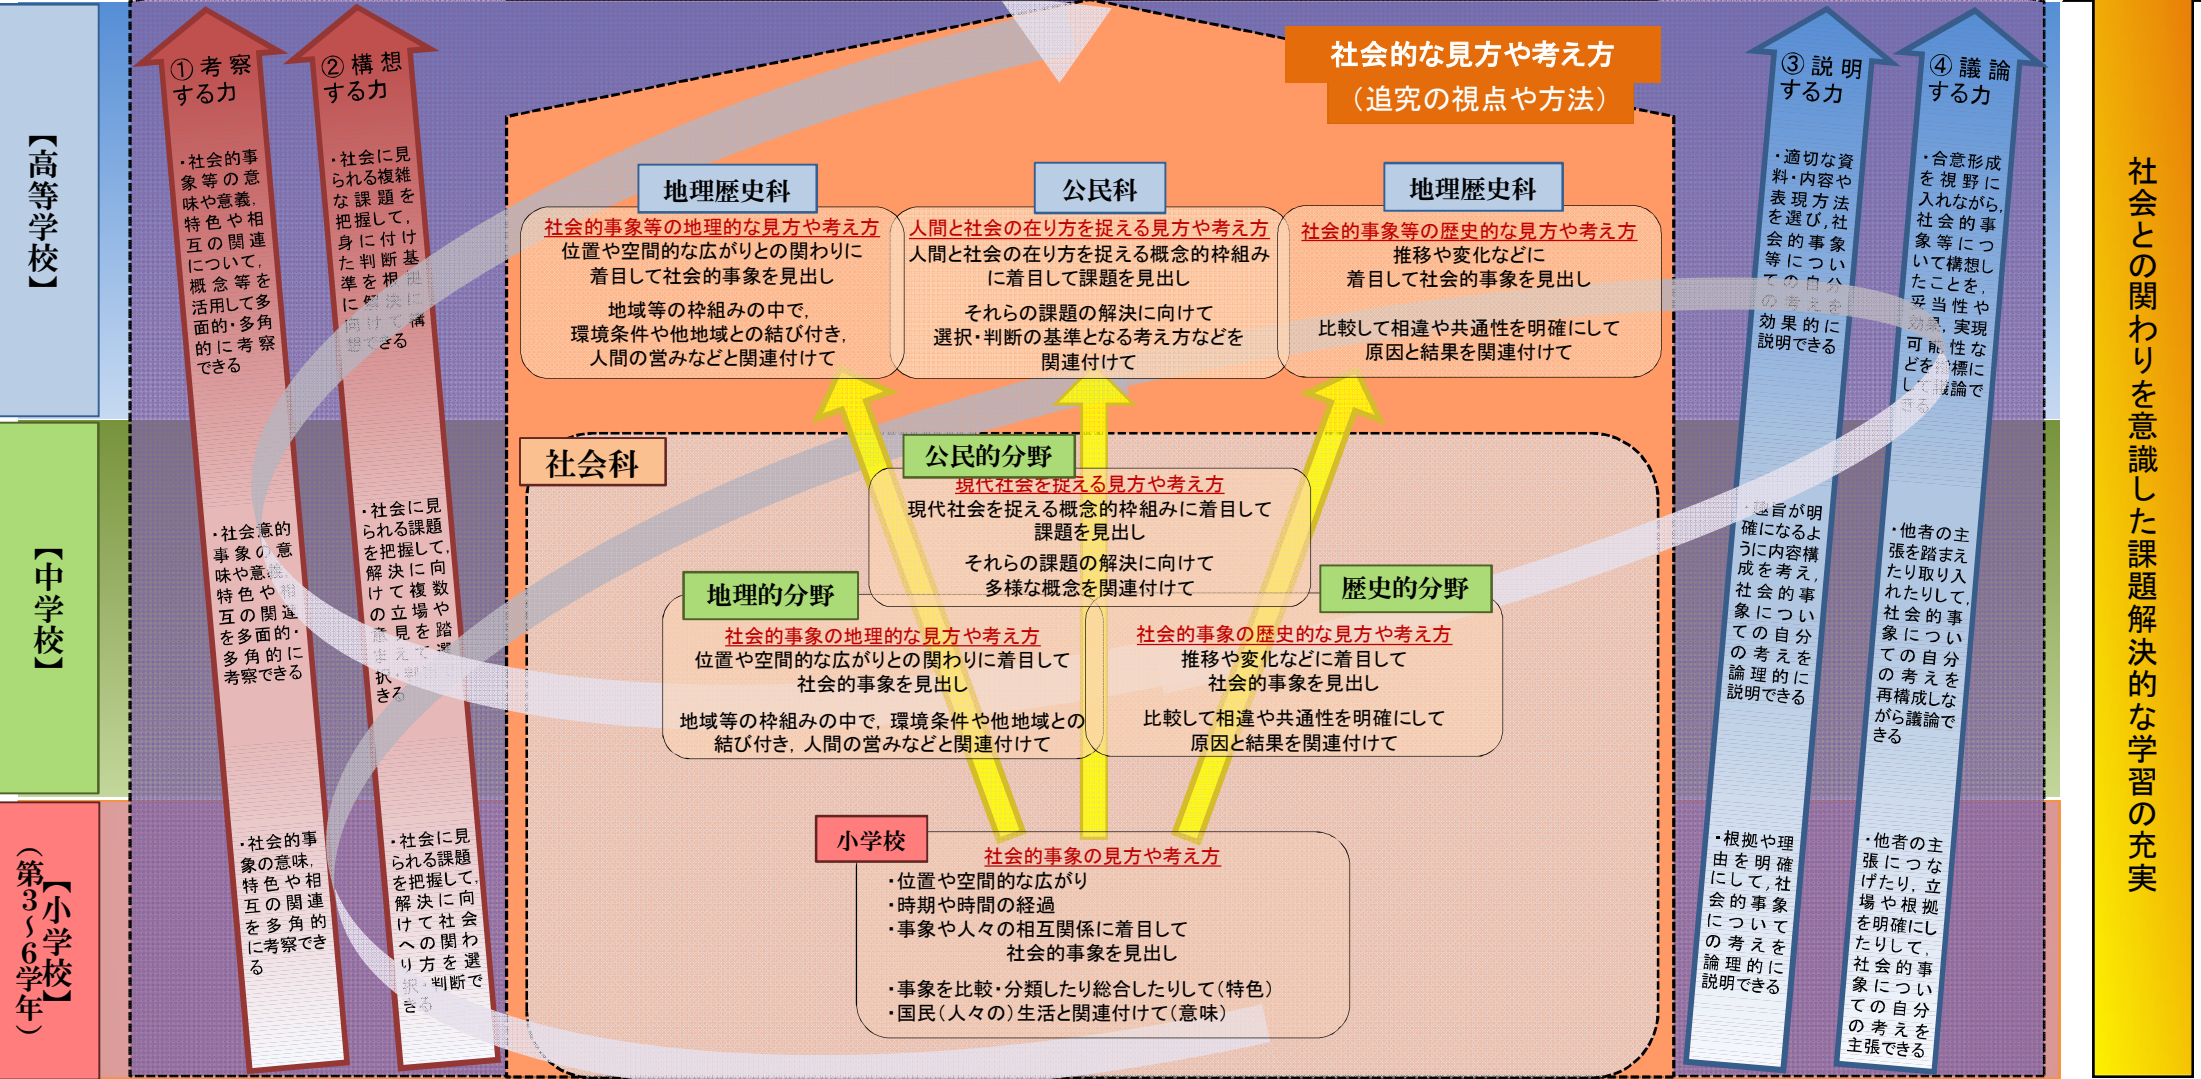 【高等学校】
【中学校】
【小学校】
（第３～６学年）
①考察
する力
・社会的事
象等の意
味や意義,
特色や相
互の関連
について,
概念等を
活用して多
面的・多角
的に考察
できる
・社会意的
事象の意
味や意義,
特色や相
互の関連
を多面的・
多角的に
考察できる
・社会的事
象の意味,
特色や相
互の関連
を多角的
に考察でき
る
②構想
する力
・社会に見
られる複雑
な課題を
把握して,
身に付け
た判断基
準を根拠
に解決に
向けて構
想できる
・社会に見
られる課題
を把握して,
解決に向
けて複数
の立場や
意見を踏
まえて選
択・判断で
きる
・社会に見
られる課題
を把握して,
解決に向
けて社会
への関わ
り方を選
択・判断で
きる
社会的な見方や考え方
（追究の視点や方法）
地理歴史科
社会的事象等の地理的な見方や考え方
位置や空間的な広がりとの関わりに
着目して社会的事象を見出し
地域等の枠組みの中で,
環境条件や他地域との結び付き,
人間の営みなどと関連付けて
公民科
人間と社会の在り方を捉える見方や考え方
人間と社会の在り方を捉える概念的枠組み
に着目して課題を見出し
それらの課題の解決に向けて
選択・判断の基準となる考え方などを
関連付けて
地理歴史科
社会的事象等の歴史的な見方や考え方
推移や変化などに
着目して社会的事象を見出し
比較して相違や共通性を明確にして
原因と結果を関連付けて
社会科
公民的分野
現代社会を捉える見方や考え方
現代社会を捉える概念的枠組みに着目して
課題を見出し
それらの課題の解決に向けて
多様な概念を関連付けて
地理的分野
社会的事象の地理的な見方や考え方
位置や空間的な広がりとの関わりに着目して
社会的事象を見出し
地域等の枠組みの中で, 環境条件や他地域との
結び付き, 人間の営みなどと関連付けて
歴史的分野
社会的事象の歴史的な見方や考え方
推移や変化などに着目して
社会的事象を見出し
比較して相違や共通性を明確にして
原因と結果を関連付けて
小学校
社会的事象の見方や考え方
・位置や空間的な広がり
・時期や時間の経過
・事象や人々の相互関係に着目して
社会的事象を見出し
・事象を比較・分類したり総合したりして（特色）
・国民（人々の）生活と関連付けて（意味）
③説明
する力
・適切な資
料・内容や
表現方法
を選び,社
会的事象
等につい
ての自分
の考えを
効果的に
説明できる
・趣旨が明
確になるよ
うに内容構
成を考え,
社会的事
象につい
ての自分
の考えを
論理的に
説明できる
・根拠や理
由を明確
にして,社
会的事象
について
の考えを
論理的に
説明できる
④議論
する力
・合意形成
を視野に
入れながら,
社会的事
象等につ
いて構想し
たことを,
妥当性や
効果,実現
可能性な
どを指標に
して議論で
きる
・他者の主
張を踏まえ
たり取り入
れたりして,
社会的事
象につい
ての自分
の考えを
再構成しな
がら議論で
きる
・他者の主
張につな
げたり,立
場や根拠
を明確にし
たりして,
社会的事
象につい
ての自分
の考えを
主張できる
社会との関わりを意識した課題解決的な学習の充実